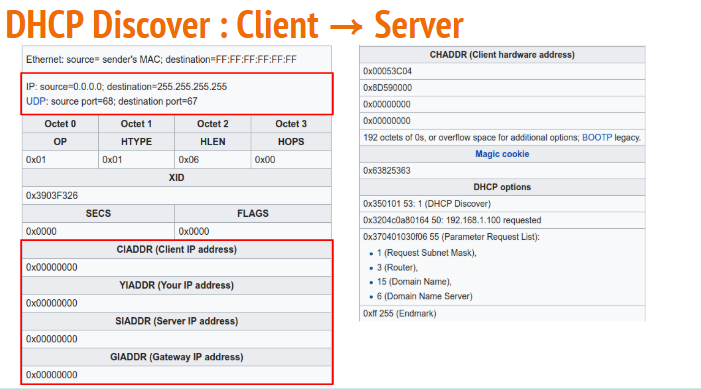 DHCP Discover : Client → Server
Ethernet: source= sender's MAC; destination=FF:FF:FF:FF:FF:FF
IP: source=0.0.0.0; destination=255.255.255.255
UDP: source port=68; destination port=67
Octet 0 Octet 1 Octet 2 Octet 3
OP HTYPE HLEN HOPS
0x01 0x01 0x06 0x00
XID
0x3903F326
SECS FLAGS
0x0000 0x0000
CIADDR (Client IP address)
0x00000000
YIADDR (Your IP address)
0x00000000
SIADDR (Server IP address)
0x00000000
GIADDR (Gateway IP address)
0x00000000
CHADDR (Client hardware address)
0x00053C04
0x8D590000
0x00000000
0x00000000
192 octets of 0s, or overflow space for additional options; BOOTP legacy.
Magic cookie
0x63825363
DHCP options
0x350101 53: 1 (DHCP Discover)
0x3204c0a80164 50: 192.168.1.100 requested
0x370401030f06 55 (Parameter Request List):
• 1 (Request Subnet Mask),
• 3 (Router),
• 15 (Domain Name),
• 6 (Domain Name Server)
0xff 255 (Endmark)